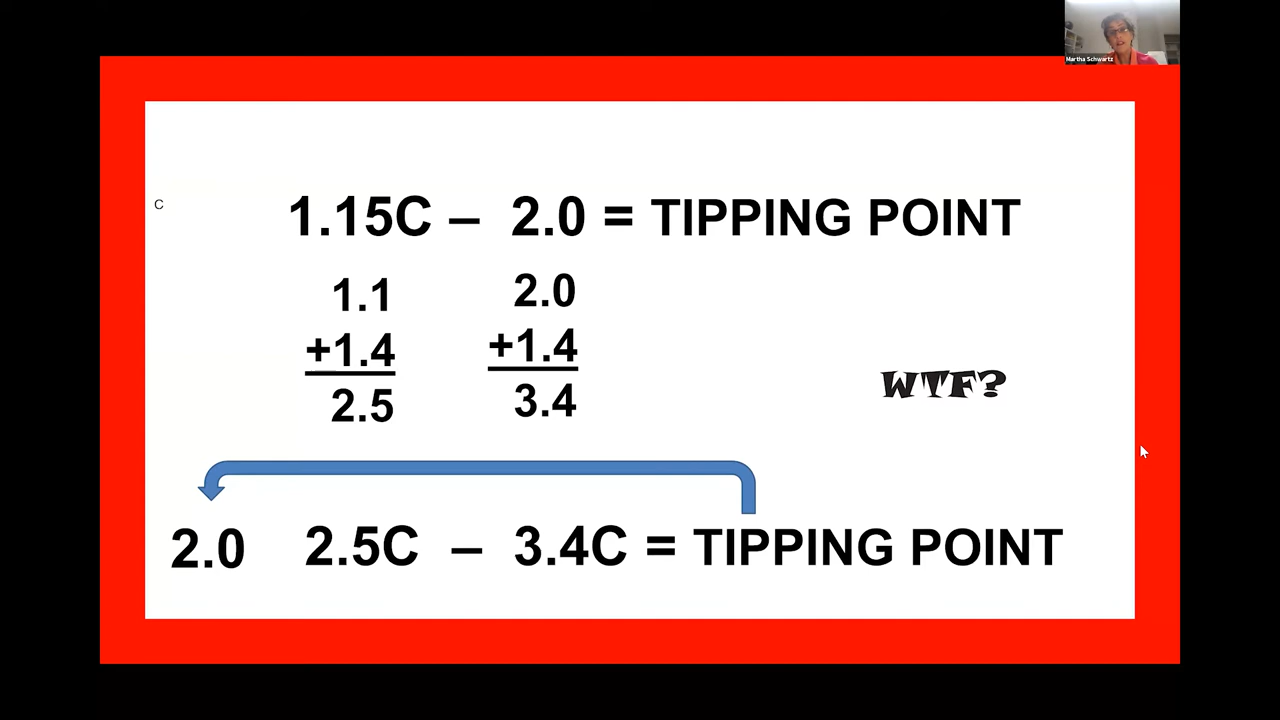 Martha Schwartz
C
1.15C – 2.0 = TIPPING POINT
1.1 2.0
+1.4 +1.4
2.5 3.4
WTF?
2.0 2.5C – 3.4C = TIPPING POINT